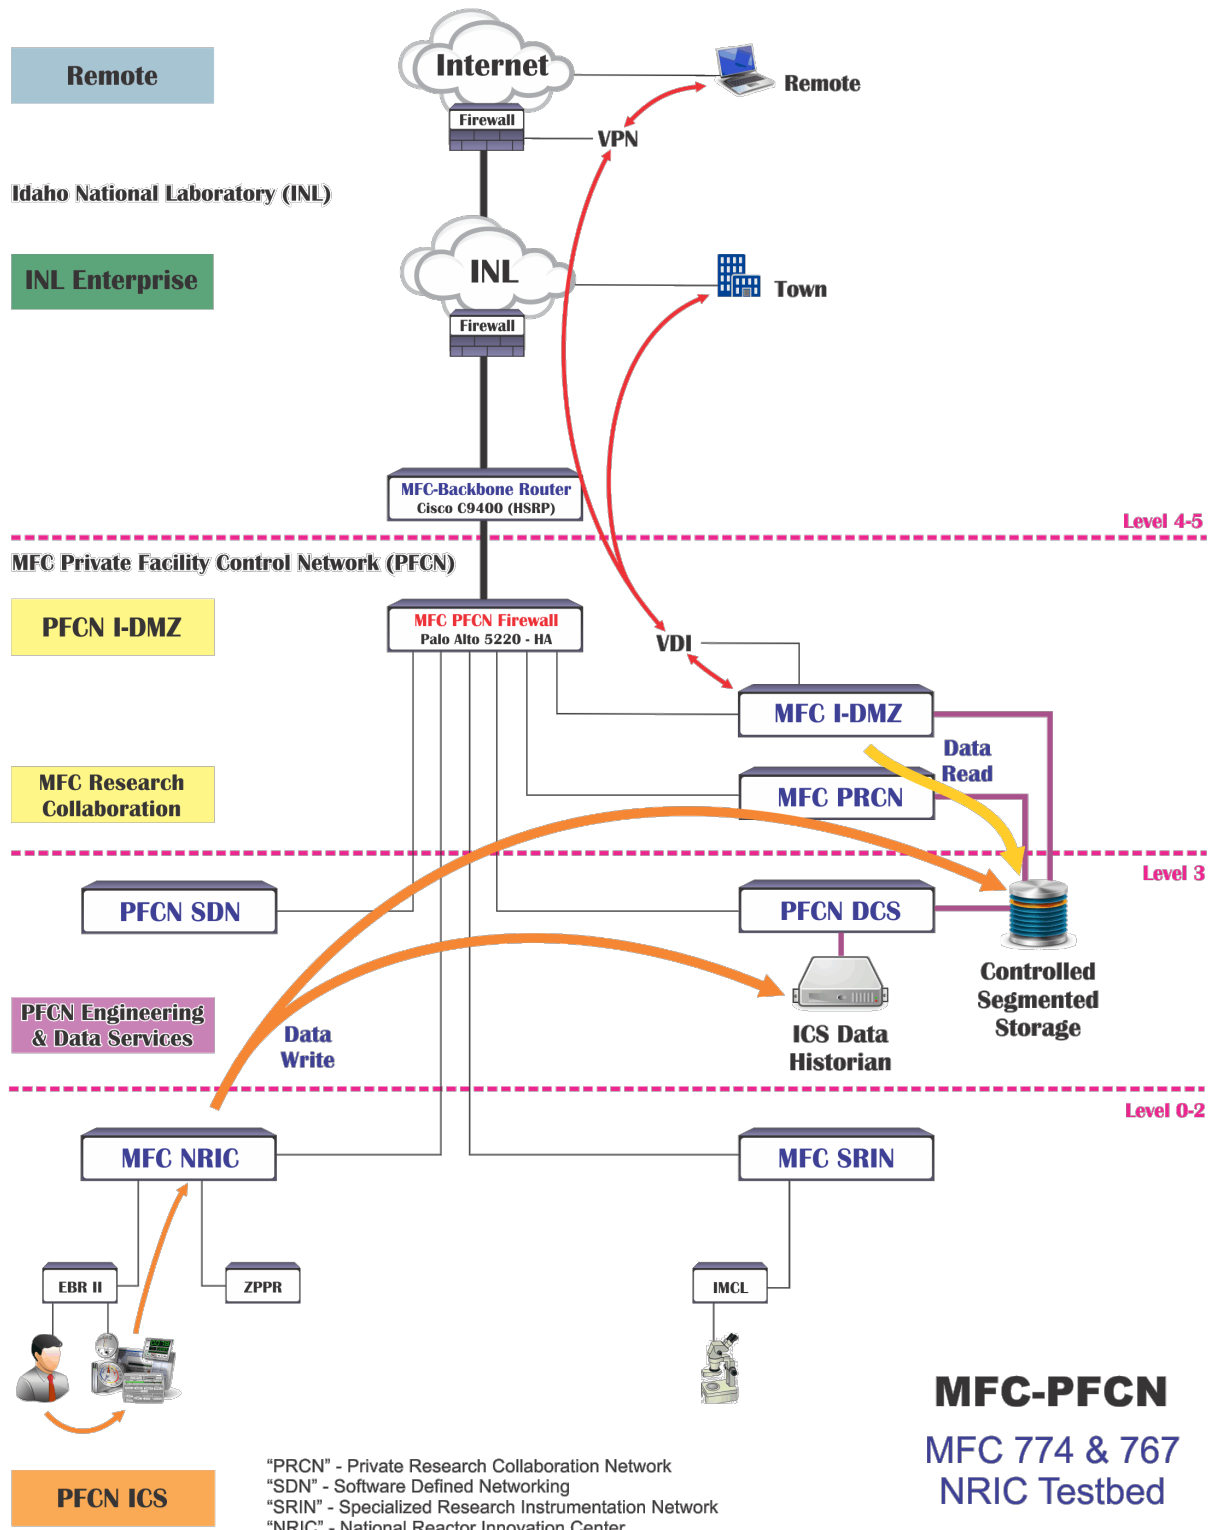 Internet
Remote
Remote
Firewall
VPN
Idaho National Laboratory (INL)
INL Enterprise
INL
Town
Firewall
MFC-Backbone Router
Cisco C9400 (HSRP)
Level 4-5
MFC Private Facility Control Network (PFCN)
PFCN I-DMZ
MFC PFCN Firewall
Palo Alto 5220 - HA
VDI
MFC I-DMZ
Data
Read
MFC Research
Collaboration
MFC PRCN
Level 3
PFCN SDN
PFCN DCS
Controlled
Segmented
Storage
PFCN Engineering
& Data Services
Data
Write
ICS Data
Historian
Level 0-2
MFC NRIC
MFC SRIN
EBR II
ZPPR
IMCL
MFC-PFCN
MFC 774 & 767
NRIC Testbed
PFCN ICS
“PRCN” - Private Research Collaboration Network
“SDN” - Software Defined Networking
“SRIN” - Specialized Research Instrumentation Network
“NRIC” - National Reactor Innovation Center